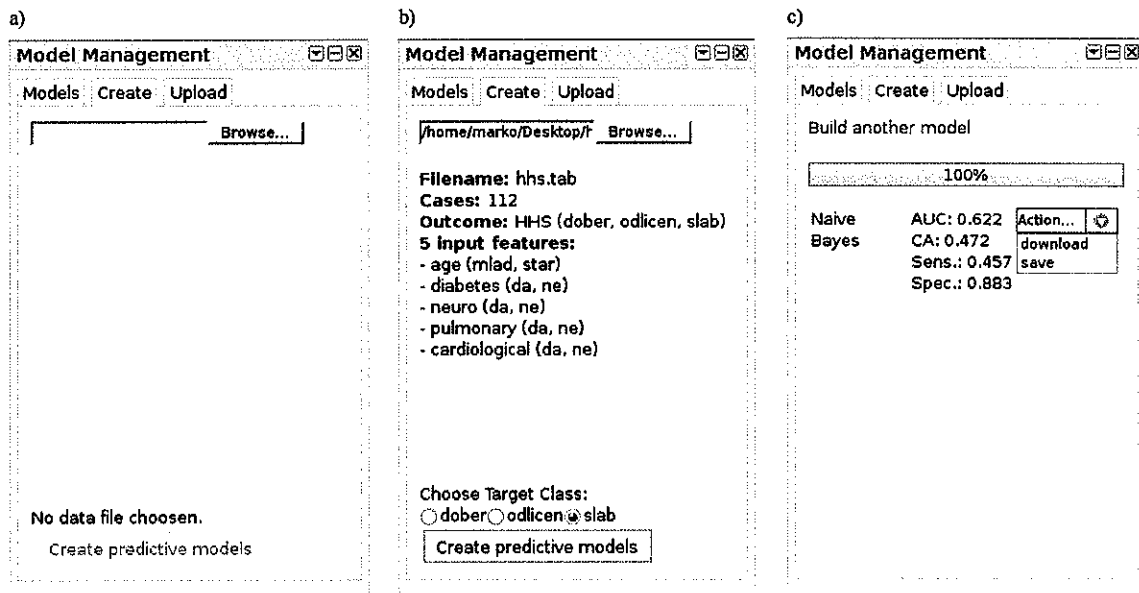 a)
Model Management
Models Create Upload
Browse...
No data file choosen.
Create predictive models
b)
Model Management
Models Create Upload
/home/marko/Desktop/h Browse...
Filename: hhs.tab
Cases: 112
Outcome: HHS (dober, odlicen, slab)
5 input features:
- age (mlad, star)
- diabetes (da, ne)
- neuro (da, ne)
- pulmonary (da, ne)
- cardiological (da, ne)
Choose Target Class:
dober odlicen slab
Create predictive models
c)
Model Management
Models Create Upload
Build another model
100%
Naive Bayes
AUC: 0.622
CA: 0.472
Sens.: 0.457
Spec.: 0.883
Action...
download
save